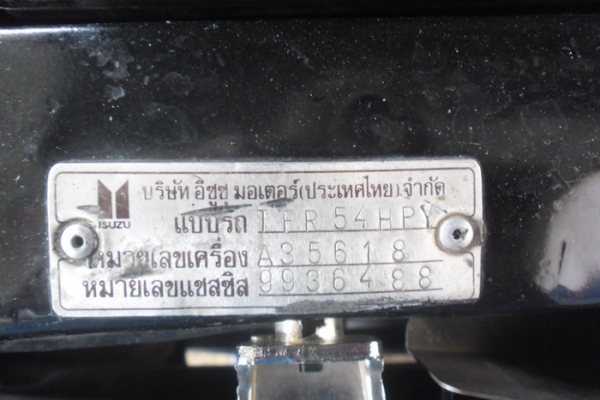 บริษัท อีซูซุ มอเตอร์(ประเทศไทย)จำกัด
ISUZU
แบบรถ TFR54HPY
หมายเลขเครื่อง A35618
หมายเลขแชสซิส 9936488